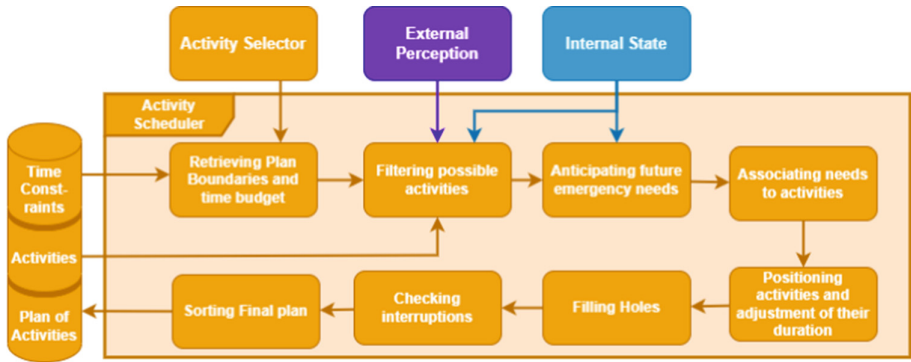 Activity Selector
External
Perception
Internal State
Activity
Scheduler
Time
Const-
raints
Retrieving Plan
Boundaries and
time budget
Filtering possible
activities
Anticipating future
emergency needs
Associating needs
to activities
Activities
Plan of
Activities
Sorting Final plan
Checking
interruptions
Filling Holes
Positioning
activities and
adjustment of their
duration